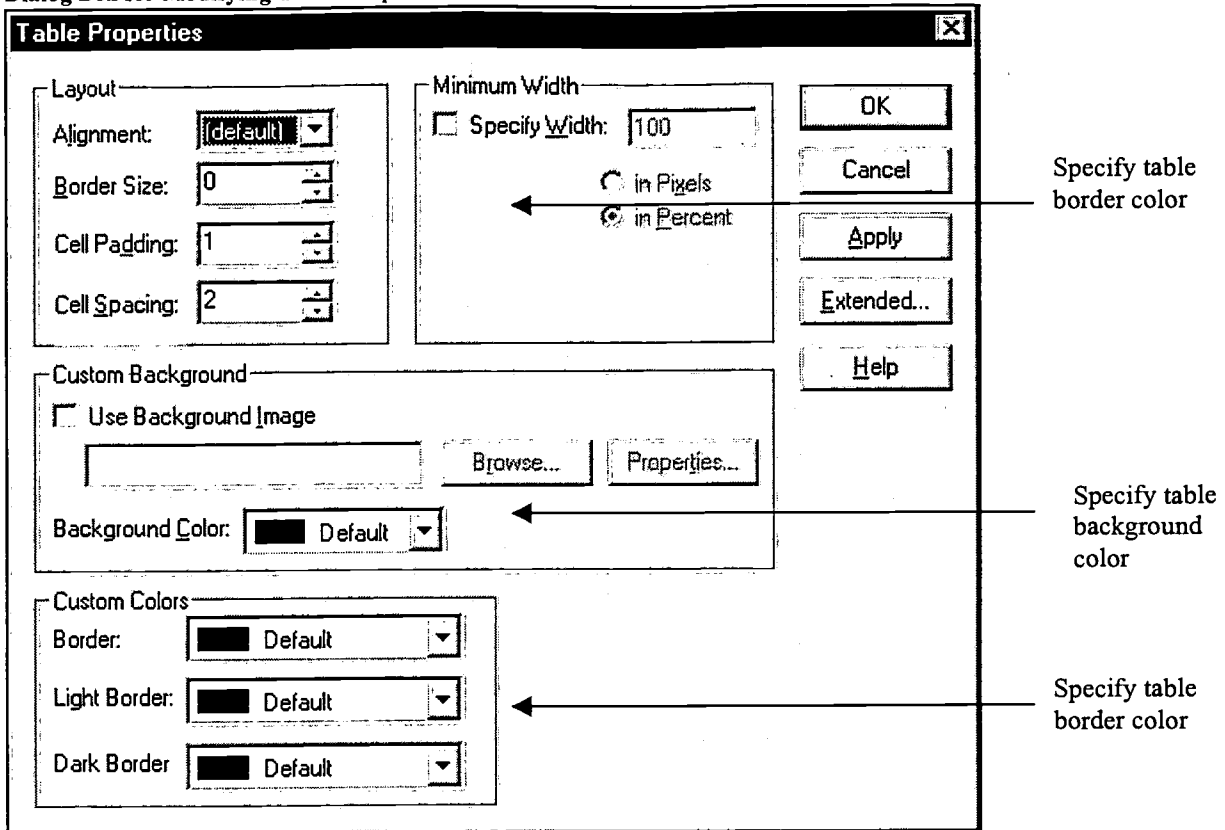 Table Properties
Layout
Alignment: (default)
Border Size: 0
Cell Padding: 1
Cell Spacing: 2
Minimum Width
Specify Width: 100
in Pixels
in Percent
OK
Cancel
Apply
Extended...
Help
Specify table
border color
Custom Background
Use Background Image
Browse... Properties...
Background Color: Default
Specify table
background
color
Custom Colors
Border: Default
Light Border: Default
Dark Border Default
Specify table
border color